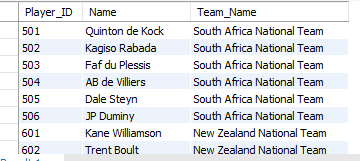 Player_ID Name Team_Name
501 Quinton de Kock South Africa National Team
502 Kagiso Rabada South Africa National Team
503 Faf du Plessis South Africa National Team
504 AB de Villiers South Africa National Team
505 Dale Steyn South Africa National Team
506 JP Duminy South Africa National Team
601 Kane Williamson New Zealand National Team
602 Trent Boult New Zealand National Team